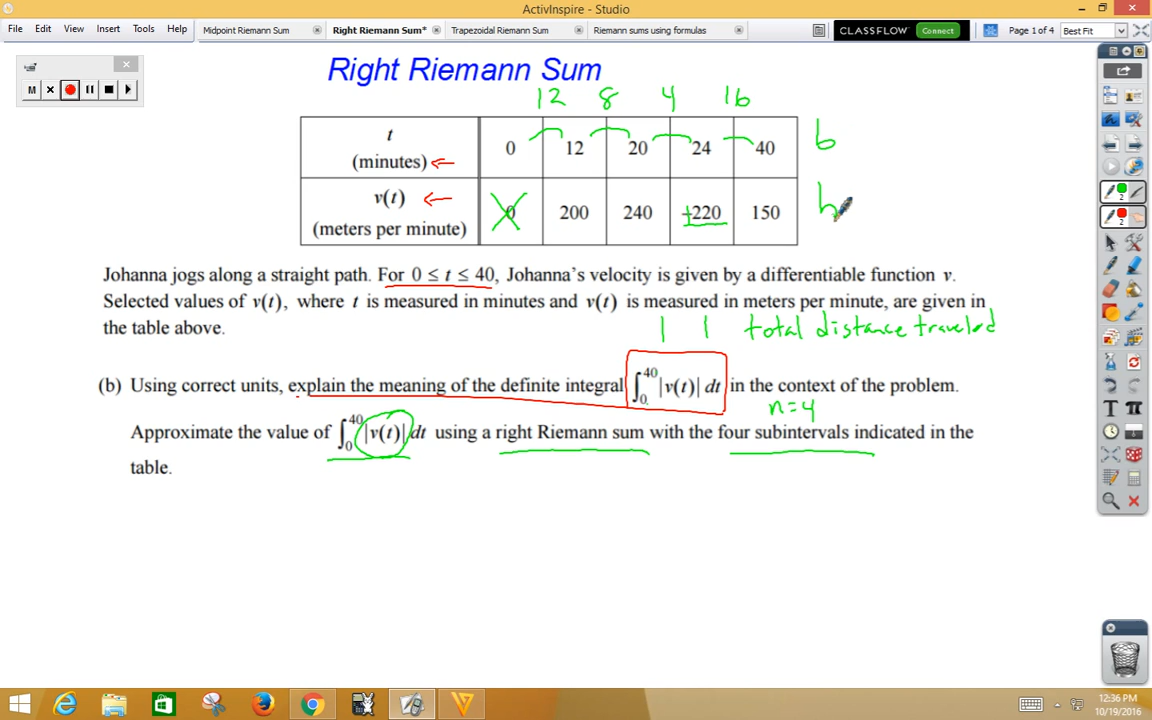 ActivInspire - Studio
File Edit View Insert Tools Help Midpoint Riemann Sum Right Riemann Sum* Trapezoidal Riemann Sum Riemann sums using formulas CLASSFLOW Connect Page 1 of 4 Best Fit
M
Right Riemann Sum
12 8 4 16
t (minutes) 0 12 20 24 40 b
v(t) (meters per minute) 0 200 240 -220 150 h
Johanna jogs along a straight path. For 0 ≤ t ≤ 40, Johanna's velocity is given by a differentiable function v.
Selected values of v(t), where t is measured in minutes and v(t) is measured in meters per minute, are given in
the table above.
| | total distance traveled
(b) Using correct units, explain the meaning of the definite integral ∫₀⁴⁰ |v(t)| dt in the context of the problem.
n=4
Approximate the value of ∫₀⁴⁰ |v(t)| dt using a right Riemann sum with the four subintervals indicated in the
table.
12:36 PM
10/19/2016